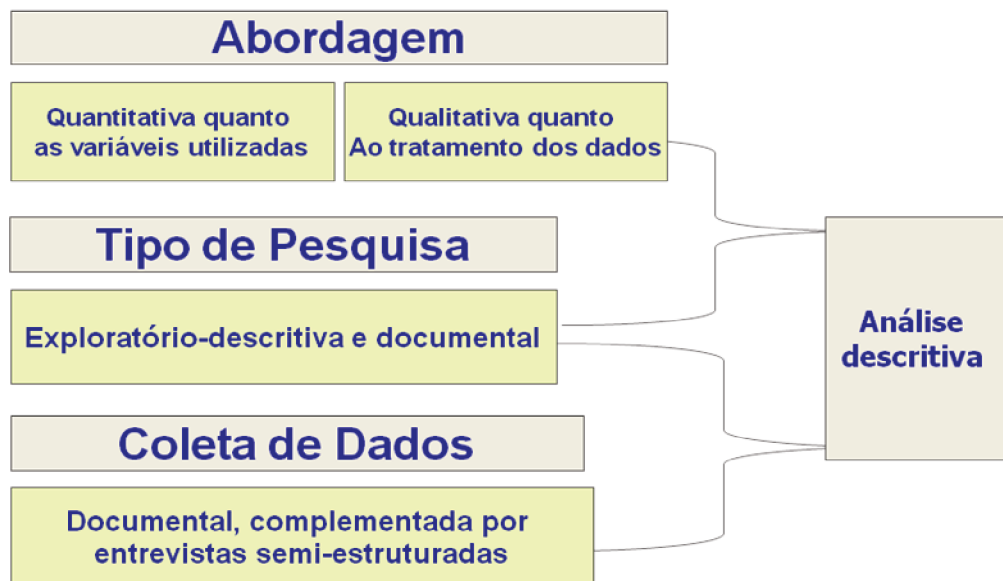 Abordagem
Quantitativa quanto
as variáveis utilizadas
Qualitativa quanto
Ao tratamento dos dados
Tipo de Pesquisa
Exploratório-descritiva e documental
Coleta de Dados
Documental, complementada por
entrevistas semi-estruturadas
Análise
descritiva